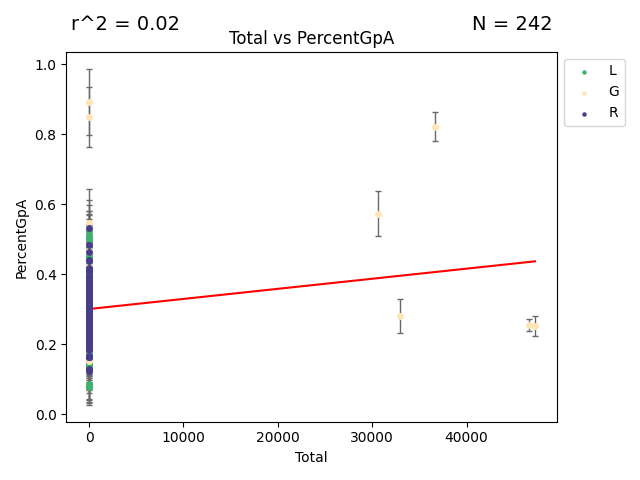 r^2 = 0.02
N = 242
Total vs PercentGpA
1.0
0.8
0.6
0.4
0.2
0.0
PercentGpA
0
10000
20000
30000
40000
Total
L
G
R